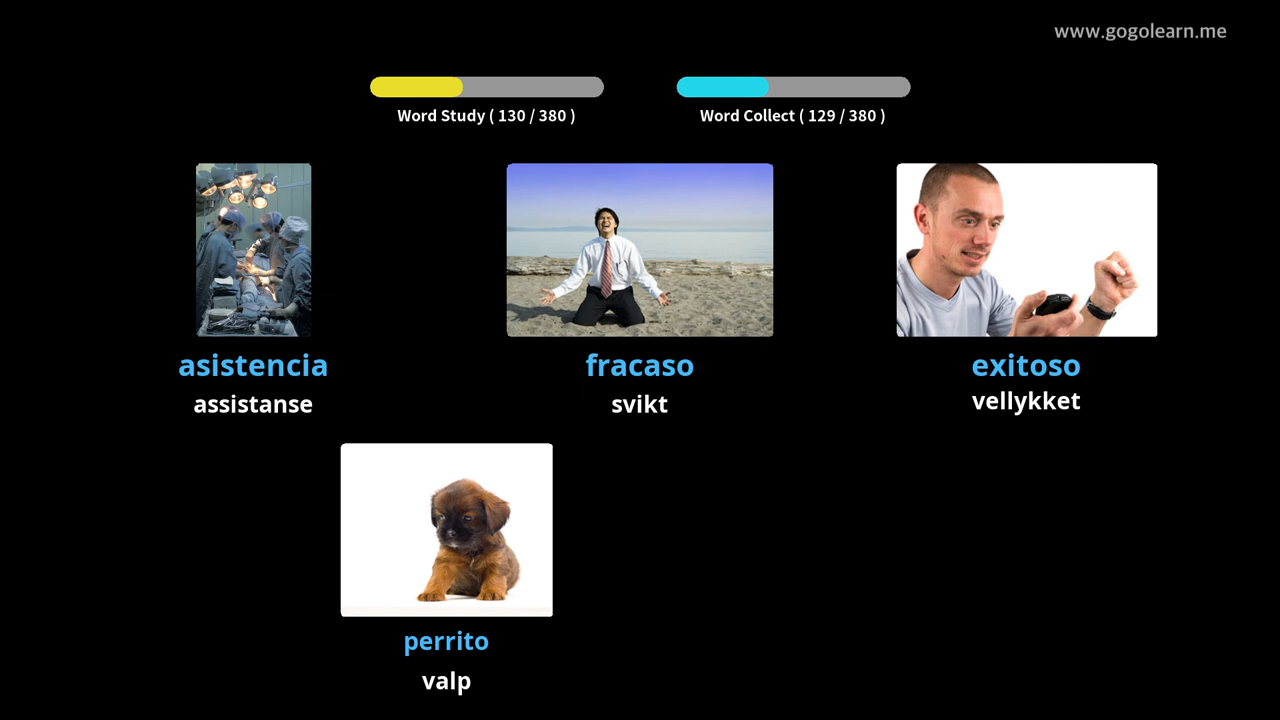 www.gogolearn.me
Word Study ( 130 / 380 )
Word Collect ( 129 / 380 )
asistencia
assistanse
fracaso
svikt
exitoso
vellykket
perrito
valp